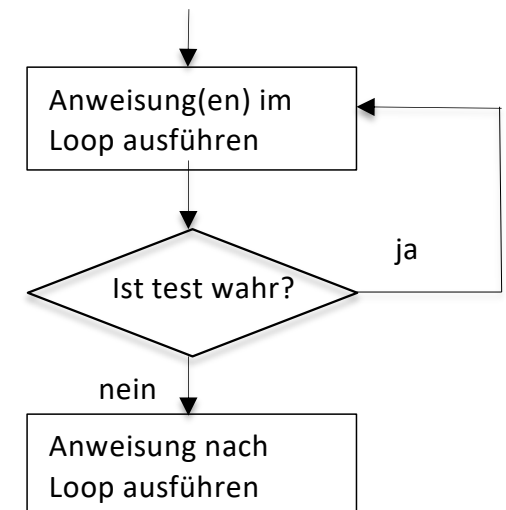 Anweisung(en) im
Loop ausführen
ja
Ist test wahr?
nein
Anweisung nach
Loop ausführen